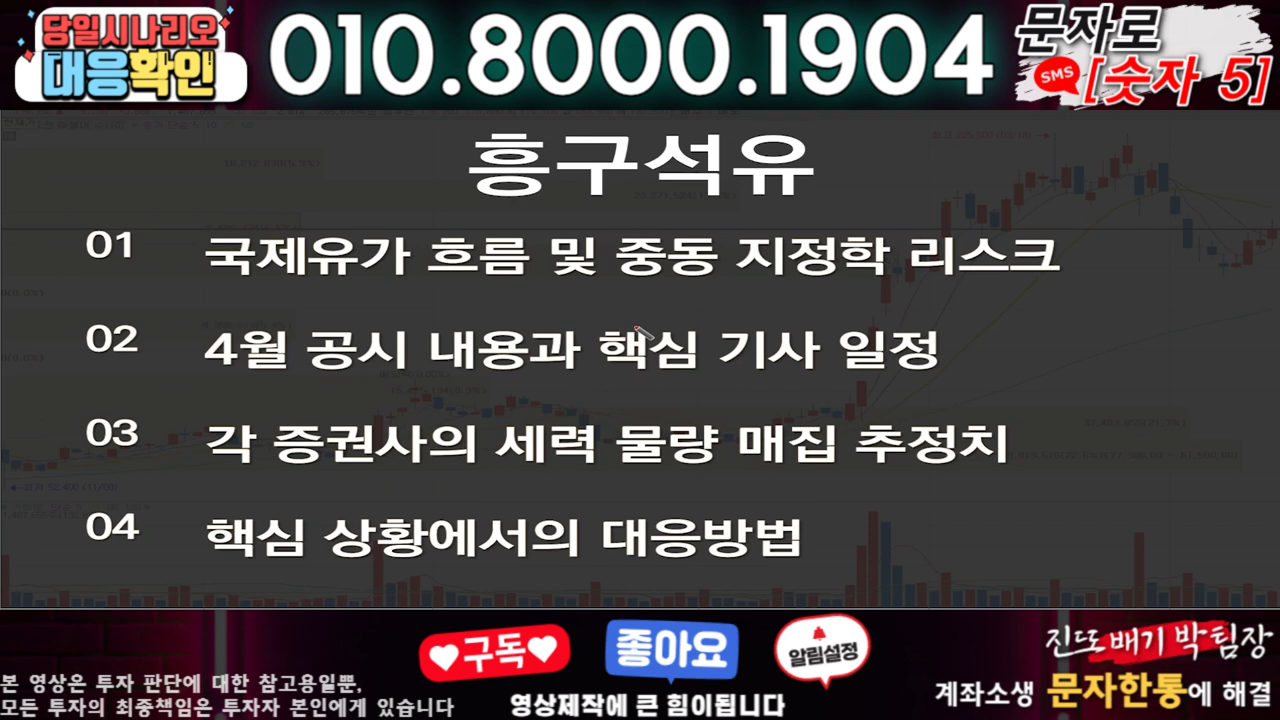 당일시나리오
대응확인
010.8000.1904
문자로
SMS
[숫자 5]
흥구석유
01 국제유가 흐름 및 중동 지정학 리스크
02 4월 공시 내용과 핵심 기사 일정
03 각 증권사의 세력 물량 매집 추정치
04 핵심 상황에서의 대응방법
구독
좋아요
알림설정
영상제작에 큰 힘이됩니다
본 영상은 투자 판단에 대한 참고용일뿐,
모든 투자의 최종책임은 투자자 본인에게 있습니다
진또배기 박팀장
계좌소생 문자한통에 해결